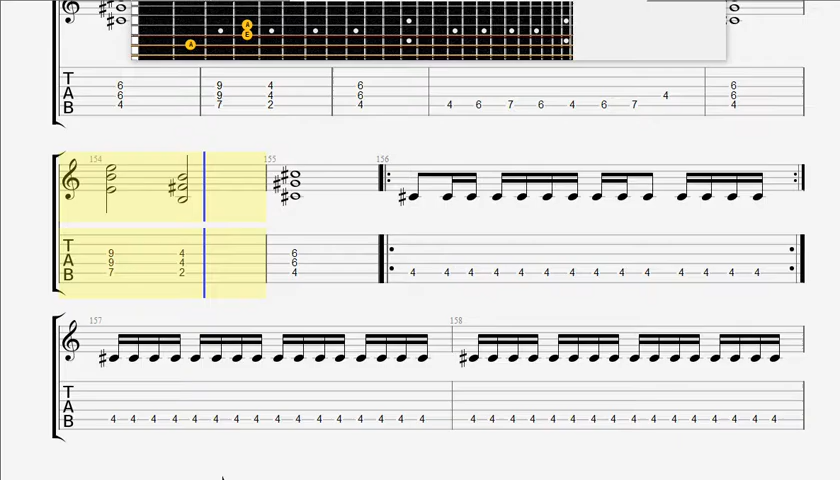 A
E
A
T 6 9 4 6 6
A 6 9 4 6 4 6
B 4 7 2 4 4 6 7 6 4 6 7 4
154 155 156
T 9 4 6
A 9 4 6
B 7 2 4 4 4 4 4 4 4 4 4 4 4 4 4 4
157 158
T
A
B 4 4 4 4 4 4 4 4 4 4 4 4 4 4 4 4 4 4 4 4 4 4 4 4 4 4 4 4 4 4 4 4